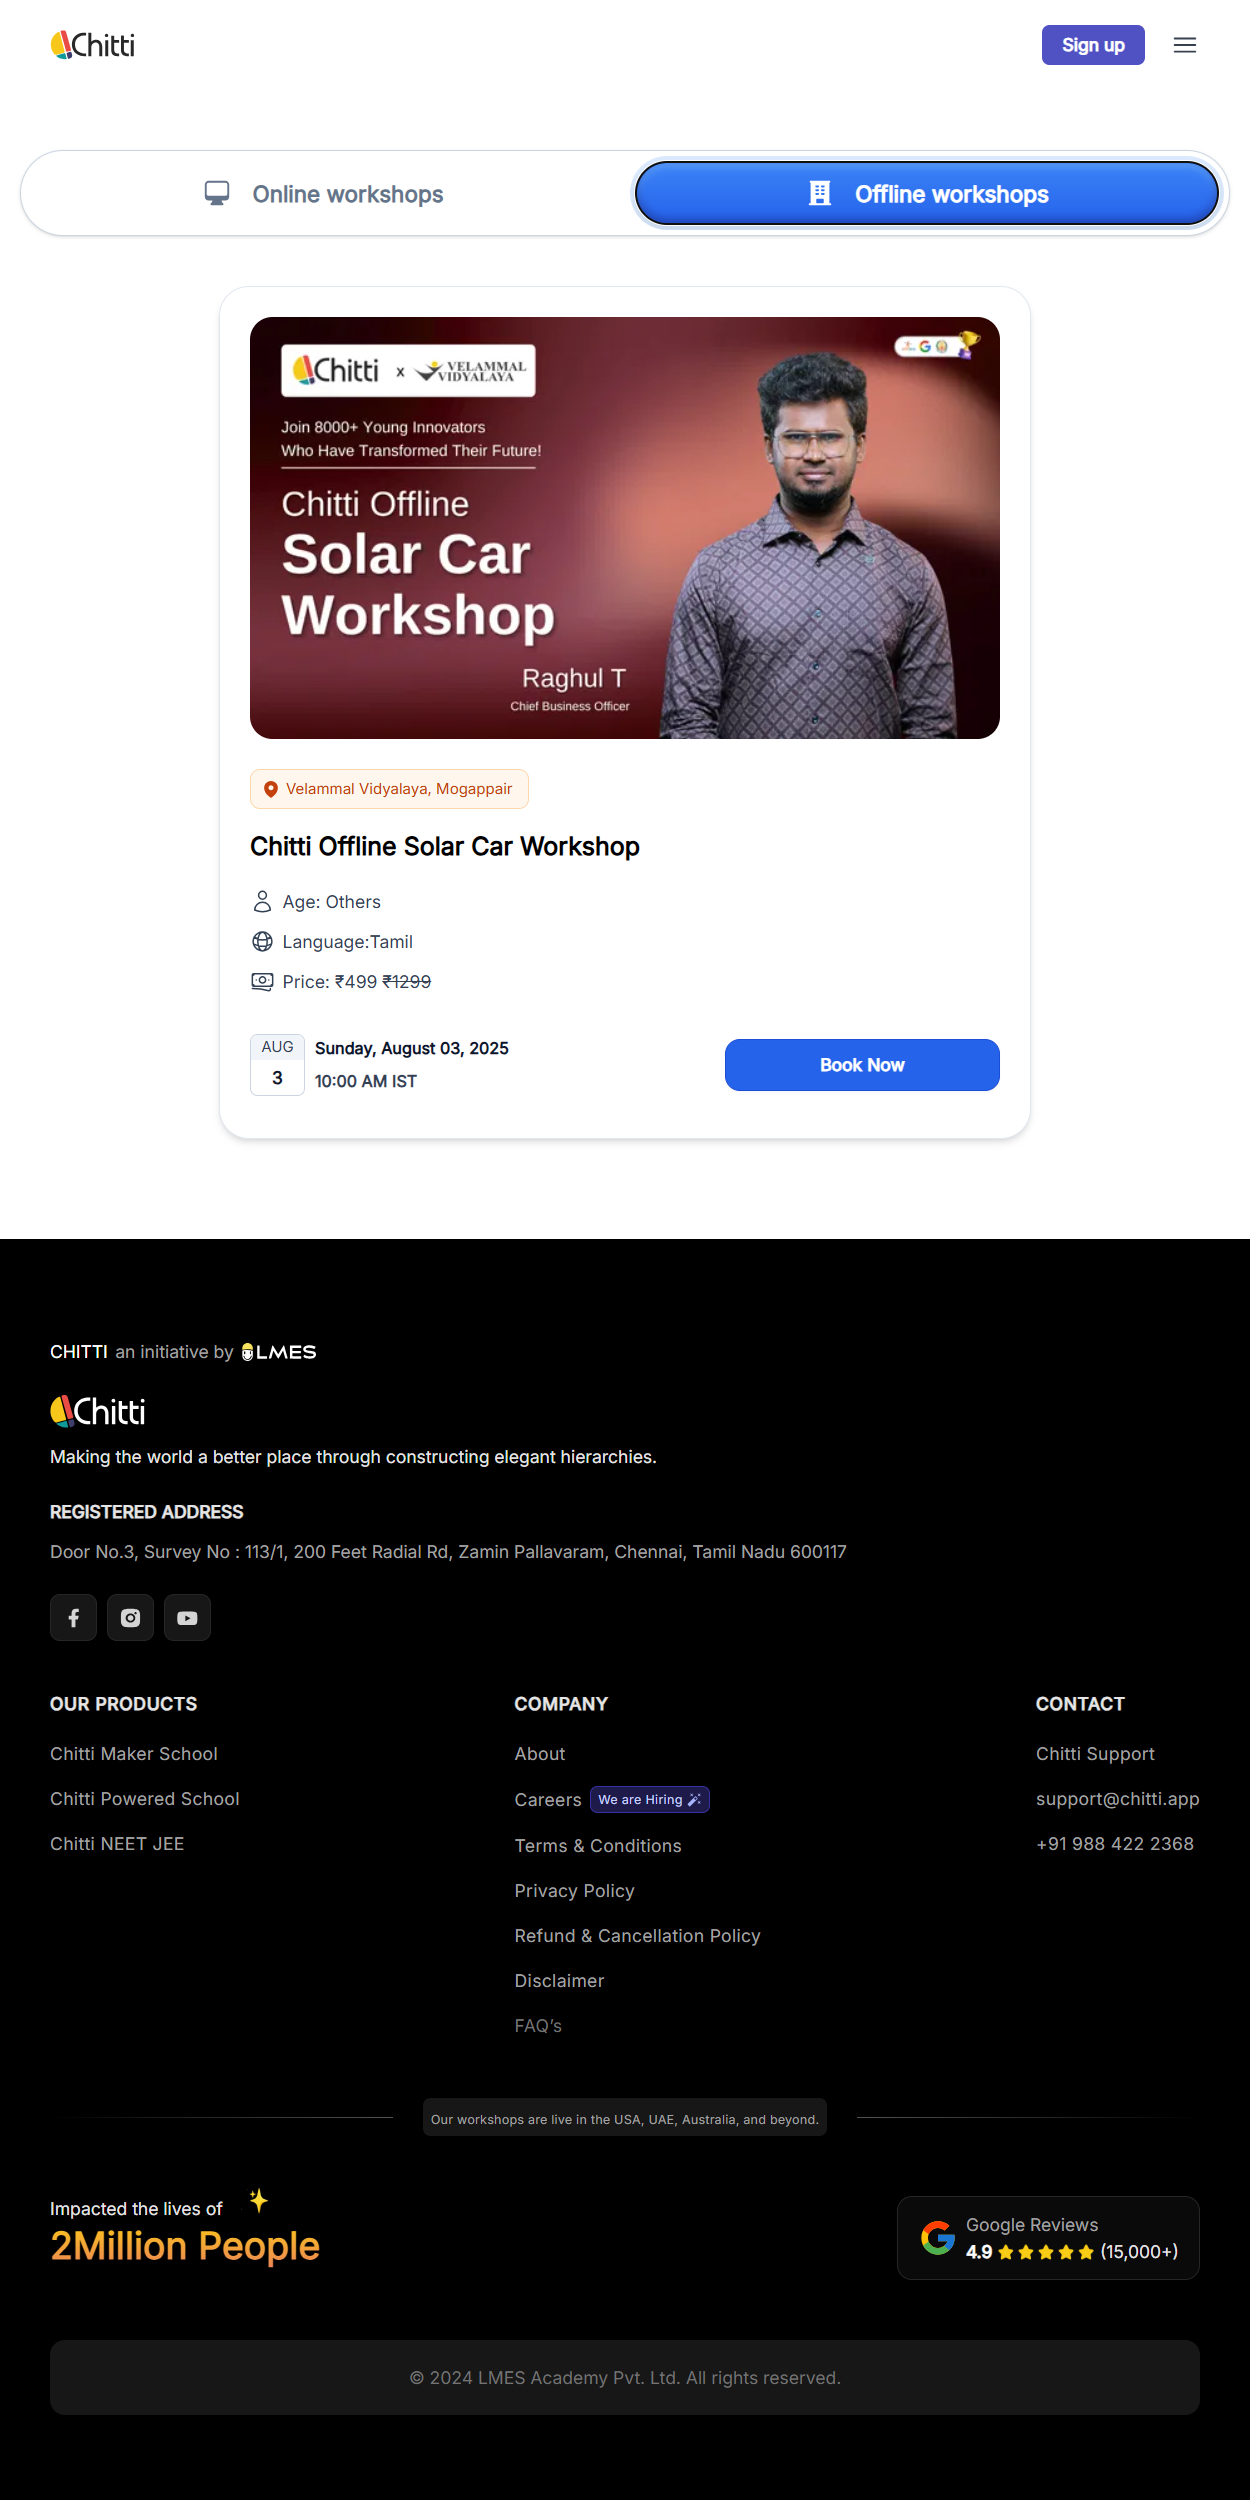 Chitti
Sign up
Online workshops
Offline workshops
Chitti x VELAMMAL VIDYALAYA
Join 8000+ Young Innovators
Who Have Transformed Their Future!
Chitti Offline
Solar Car
Workshop
Raghul T
Chief Business Officer
Velammal Vidyalaya, Mogappair
Chitti Offline Solar Car Workshop
Age: Others
Language:Tamil
Price: ₹499 ₹1299
AUG
3
Sunday, August 03, 2025
10:00 AM IST
Book Now
CHITTI an initiative by LMES
Chitti
Making the world a better place through constructing elegant hierarchies.
REGISTERED ADDRESS
Door No.3, Survey No : 113/1, 200 Feet Radial Rd, Zamin Pallavaram, Chennai, Tamil Nadu 600117
OUR PRODUCTS
Chitti Maker School
Chitti Powered School
Chitti NEET JEE
COMPANY
About
Careers We are Hiring
Terms & Conditions
Privacy Policy
Refund & Cancellation Policy
Disclaimer
FAQ’s
CONTACT
Chitti Support
support@chitti.app
+91 988 422 2368
Our workshops are live in the USA, UAE, Australia, and beyond.
Impacted the lives of
2Million People
Google Reviews
4.9 (15,000+)
© 2024 LMES Academy Pvt. Ltd. All rights reserved.